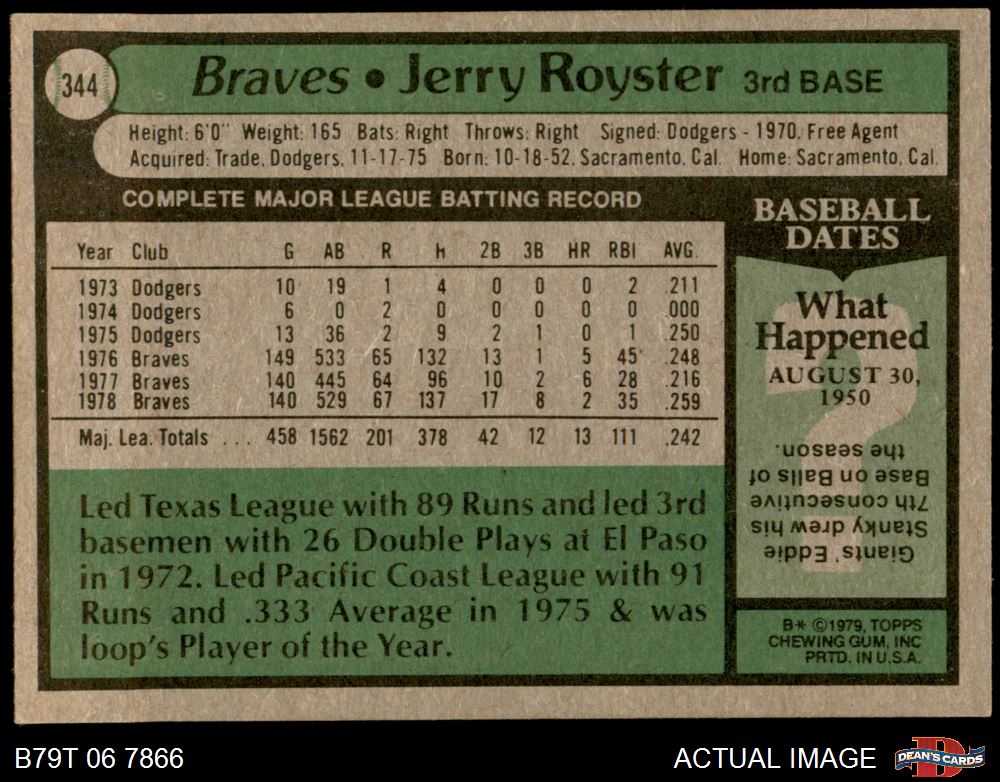 344
Braves • Jerry Royster 3rd BASE
Height: 6'0" Weight: 165 Bats: Right Throws: Right Signed: Dodgers - 1970, Free Agent
Acquired: Trade, Dodgers, 11-17-75 Born: 10-18-52, Sacramento, Cal. Home: Sacramento, Cal.
COMPLETE MAJOR LEAGUE BATTING RECORD
Year Club G AB R h 2B 3B HR RBI AVG.
1973 Dodgers 10 19 1 4 0 0 0 2 .211
1974 Dodgers 6 0 2 0 0 0 0 0 .000
1975 Dodgers 13 36 2 9 2 1 0 1 .250
1976 Braves 149 533 65 132 13 1 5 45 .248
1977 Braves 140 445 64 96 10 2 6 28 .216
1978 Braves 140 529 67 137 17 8 2 35 .259
Maj. Lea. Totals ... 458 1562 201 378 42 12 13 111 .242
Led Texas League with 89 Runs and led 3rd
basemen with 26 Double Plays at El Paso
in 1972. Led Pacific Coast League with 91
Runs and .333 Average in 1975 & was
loop's Player of the Year.
BASEBALL
DATES
What
Happened
AUGUST 30,
1950
Giants' Eddie
Stanky drew his
7th consecutive
Base on Balls of
the season.
B* ©1979, TOPPS
CHEWING GUM, INC
PRTD. IN U.S.A.
B79T 06 7866
ACTUAL IMAGE
DEAN'S CARDS